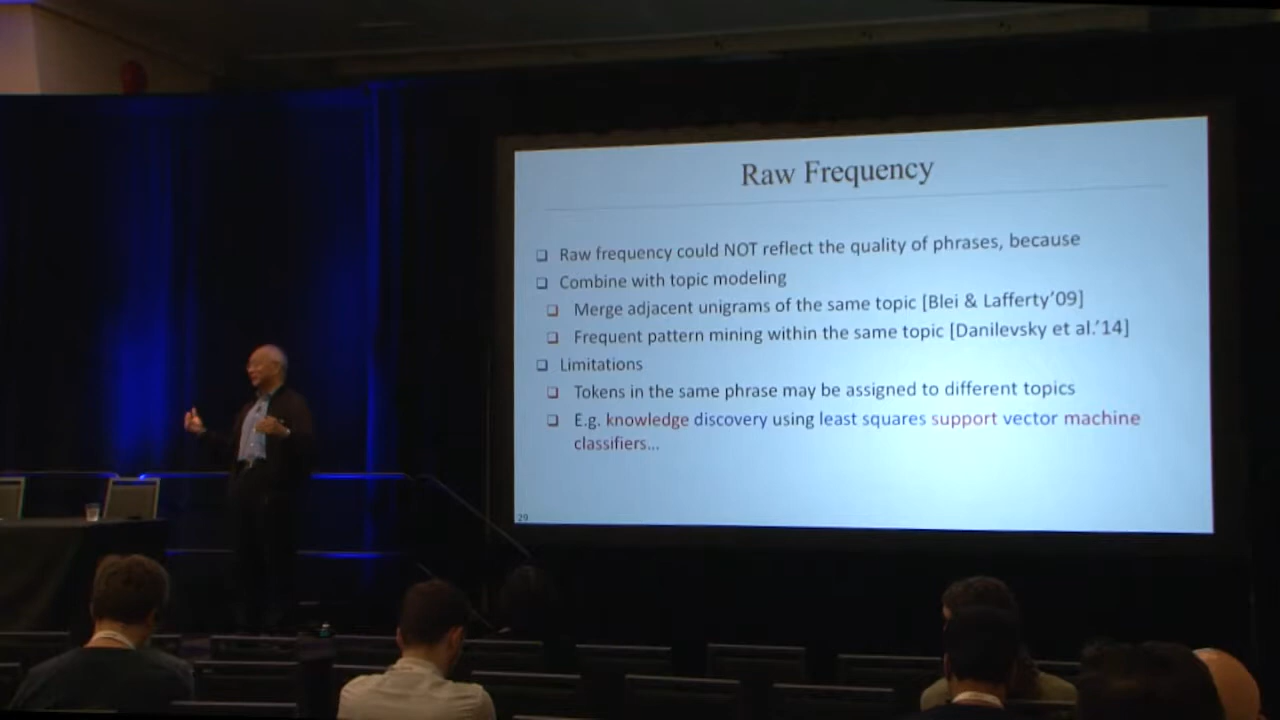 Raw Frequency
Raw frequency could NOT reflect the quality of phrases, because
Combine with topic modeling
Merge adjacent unigrams of the same topic [Blei & Lafferty'09]
Frequent pattern mining within the same topic [Danilevsky et al.'14]
Limitations
Tokens in the same phrase may be assigned to different topics
E.g. knowledge discovery using least squares support vector machine
classifiers...
29